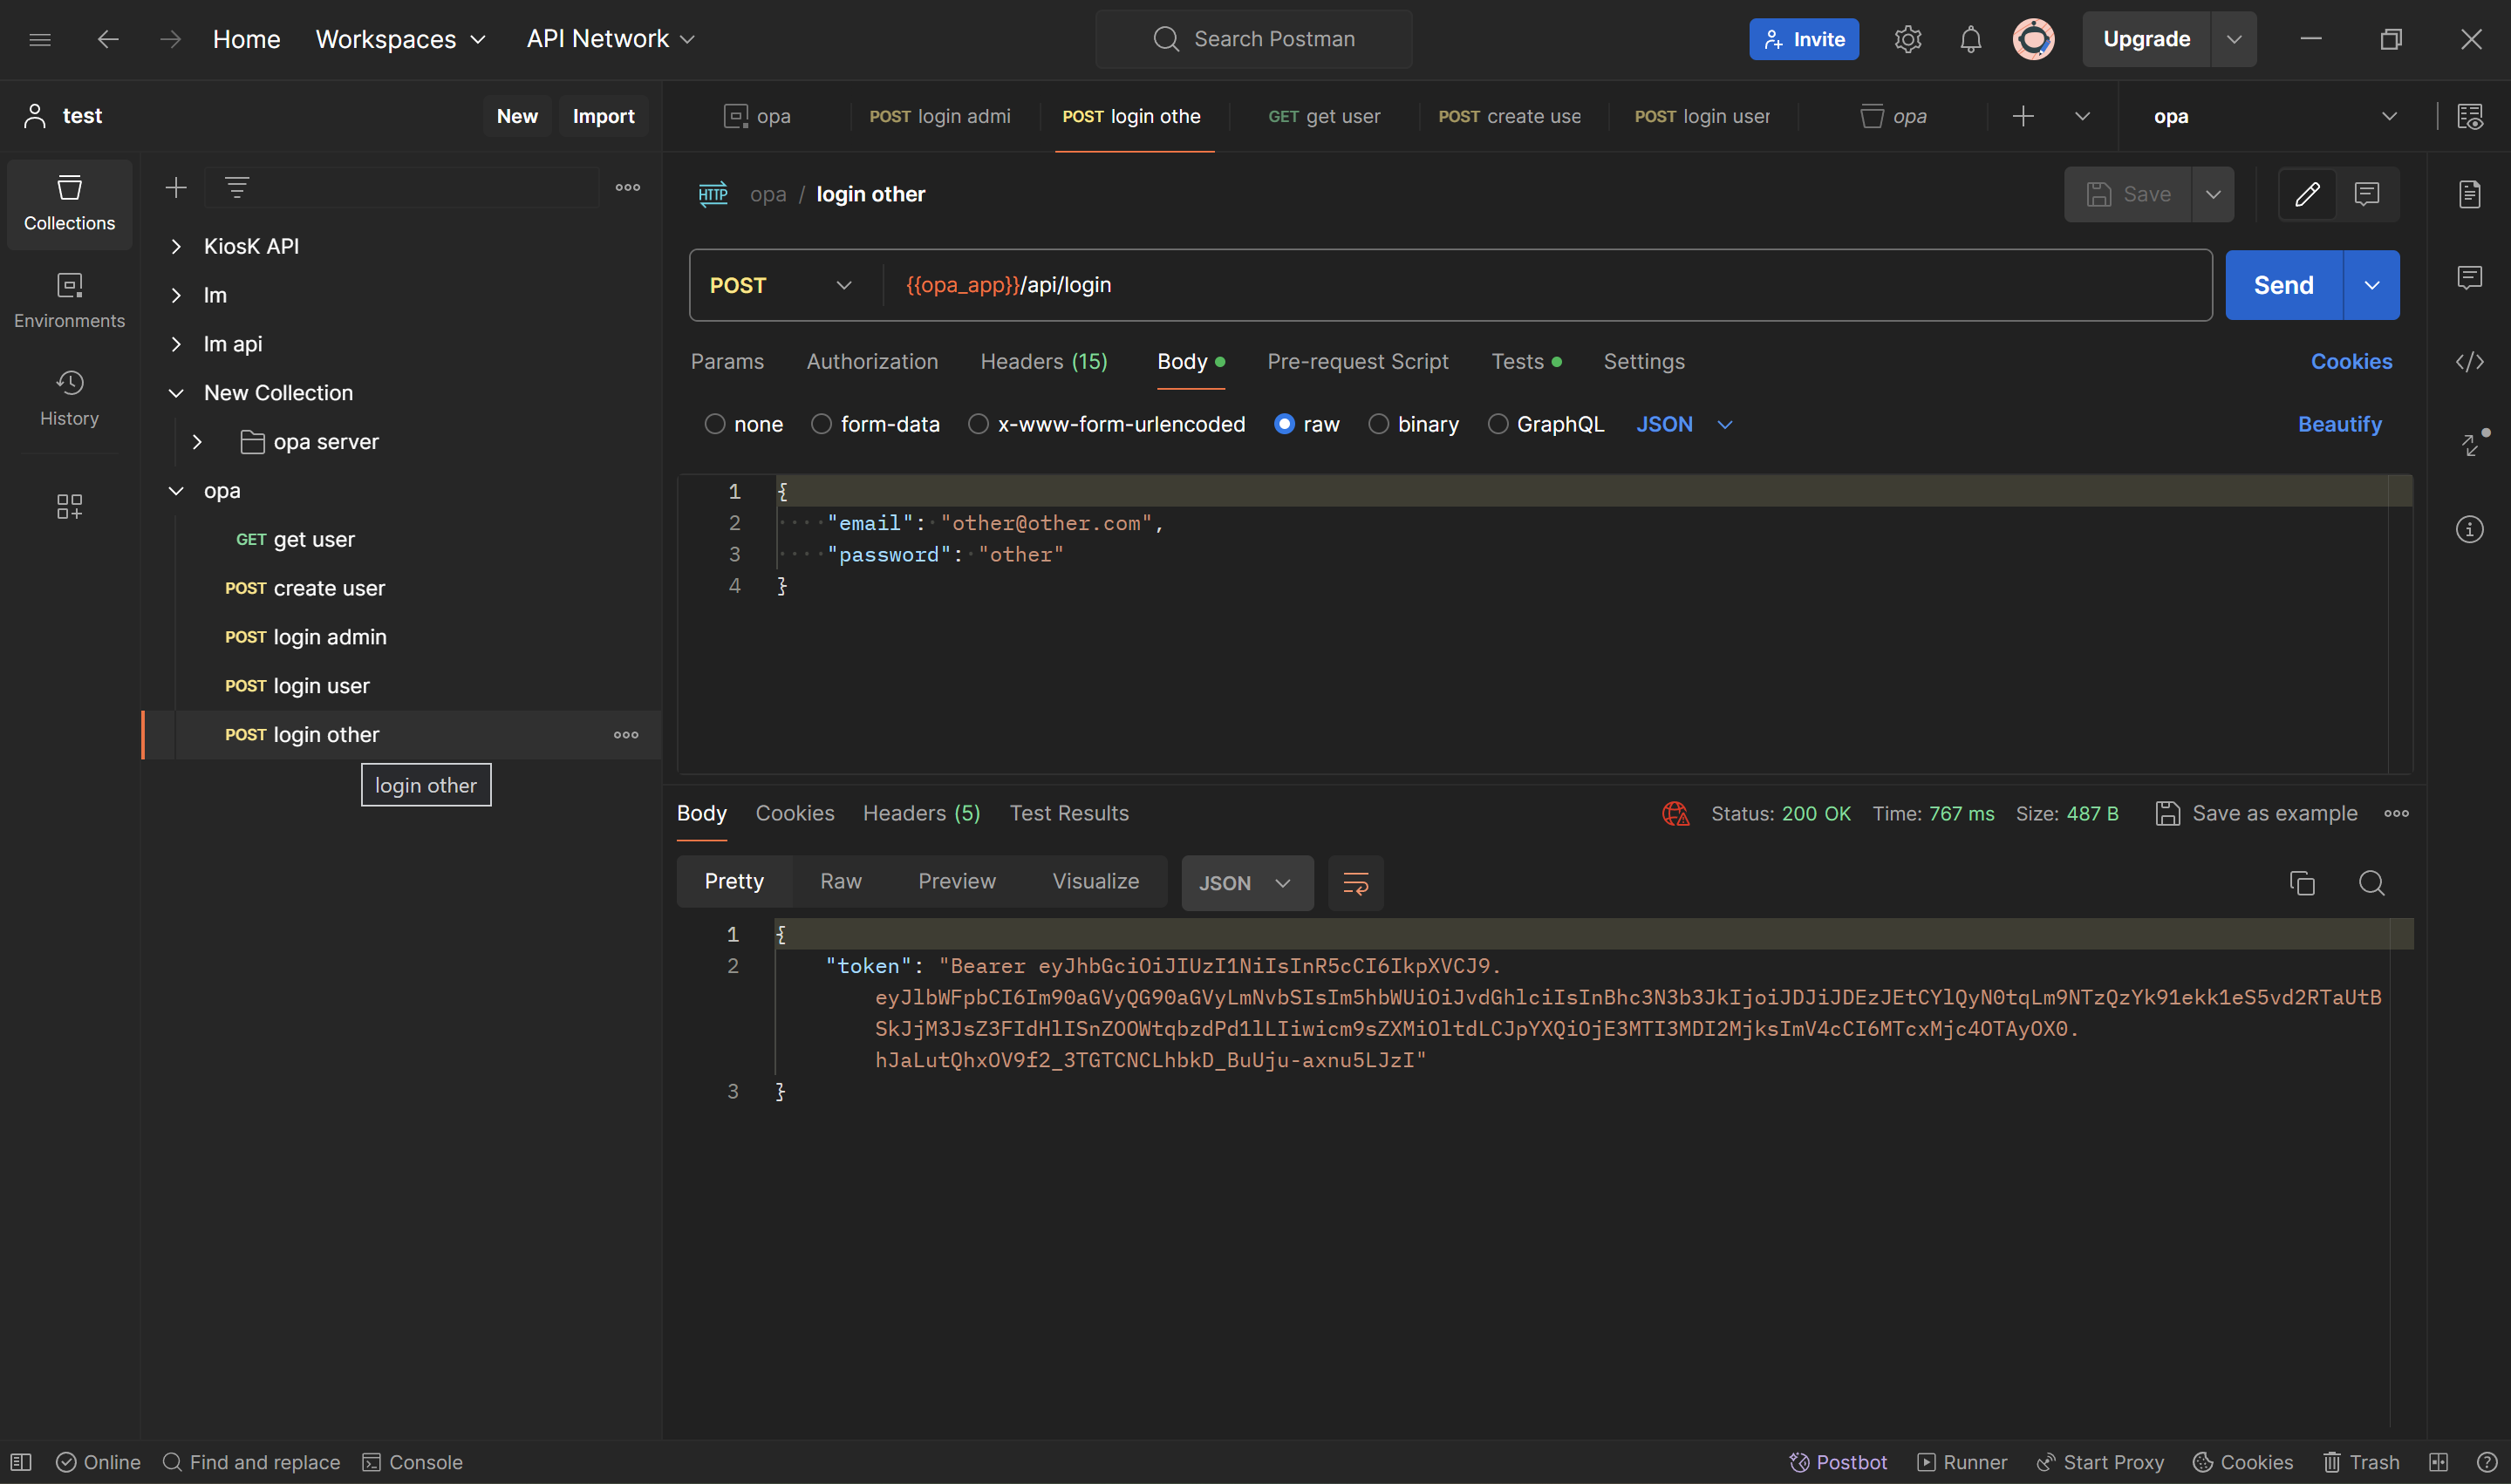 Home Workspaces API Network Search Postman Invite Upgrade
test New Import
opa POST login admi POST login othe GET get user POST create use POST login user opa opa
Collections
Environments
History
KiosK API
lm
lm api
New Collection
opa server
opa
GET get user
POST create user
POST login admin
POST login user
POST login other
login other
HTTP opa / login other Save
POST {{opa_app}}/api/login Send
Params Authorization Headers (15) Body Pre-request Script Tests Settings Cookies
none form-data x-www-form-urlencoded raw binary GraphQL JSON Beautify
1 {
2 "email": "other@other.com",
3 "password": "other"
4 }
Body Cookies Headers (5) Test Results Status: 200 OK Time: 767 ms Size: 487 B Save as example
Pretty Raw Preview Visualize JSON
1 {
2 "token": "Bearer eyJhbGciOiJIUzI1NiIsInR5cCI6IkpXVCJ9.
eyJlbWFpbCI6Im90aGVyQG90aGVyLmNvbSIsIm5hbWUiOiJvdGhlciIsInBhc3N3b3JkIjoiJDJiJDEzJEtCYlQyN0tqLm9NTzQzYk91ekk1eS5vd2RTaUtB
SkJjM3JsZ3FIdHlISnZOOWtqbzdPd1lLIiwicm9sZXMiOltdLCJpYXQiOjE3MTI3MDI2MjksImV4cCI6MTcxMjc4OTAyOX0.
hJaLutQhxOV9f2_3TGTCNCLhbkD_BuUju-axnu5LJzI"
3 }
Online Find and replace Console Postbot Runner Start Proxy Cookies Trash